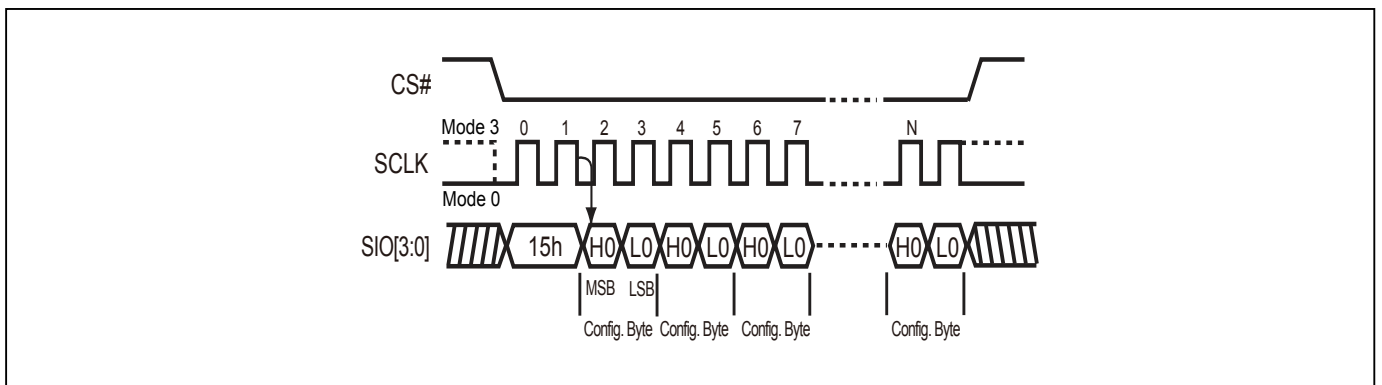 CS#
Mode 3 0 1 2 3 4 5 6 7 N
SCLK
Mode 0
SIO[3:0] 15h H0 L0 H0 L0 H0 L0 H0 L0
MSB LSB
Config. Byte Config. Byte Config. Byte Config. Byte